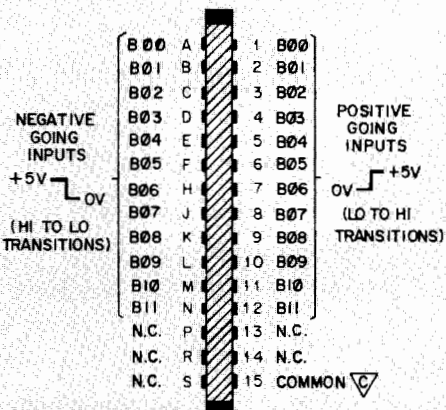 B00 A 1 B00
B01 B 2 B01
B02 C 3 B02
B03 D 4 B03
B04 E 5 B04
B05 F 6 B05
B06 H 7 B06
B07 J 8 B07
B08 K 9 B08
B09 L 10 B09
B10 M 11 B10
B11 N 12 B11
N.C. P 13 N.C.
N.C. R 14 N.C.
N.C. S 15 COMMON C
NEGATIVE
GOING
INPUTS
+5V
0V
(HI TO LO
TRANSITIONS)
POSITIVE
GOING
INPUTS
+5V
0V
(LO TO HI
TRANSITIONS)